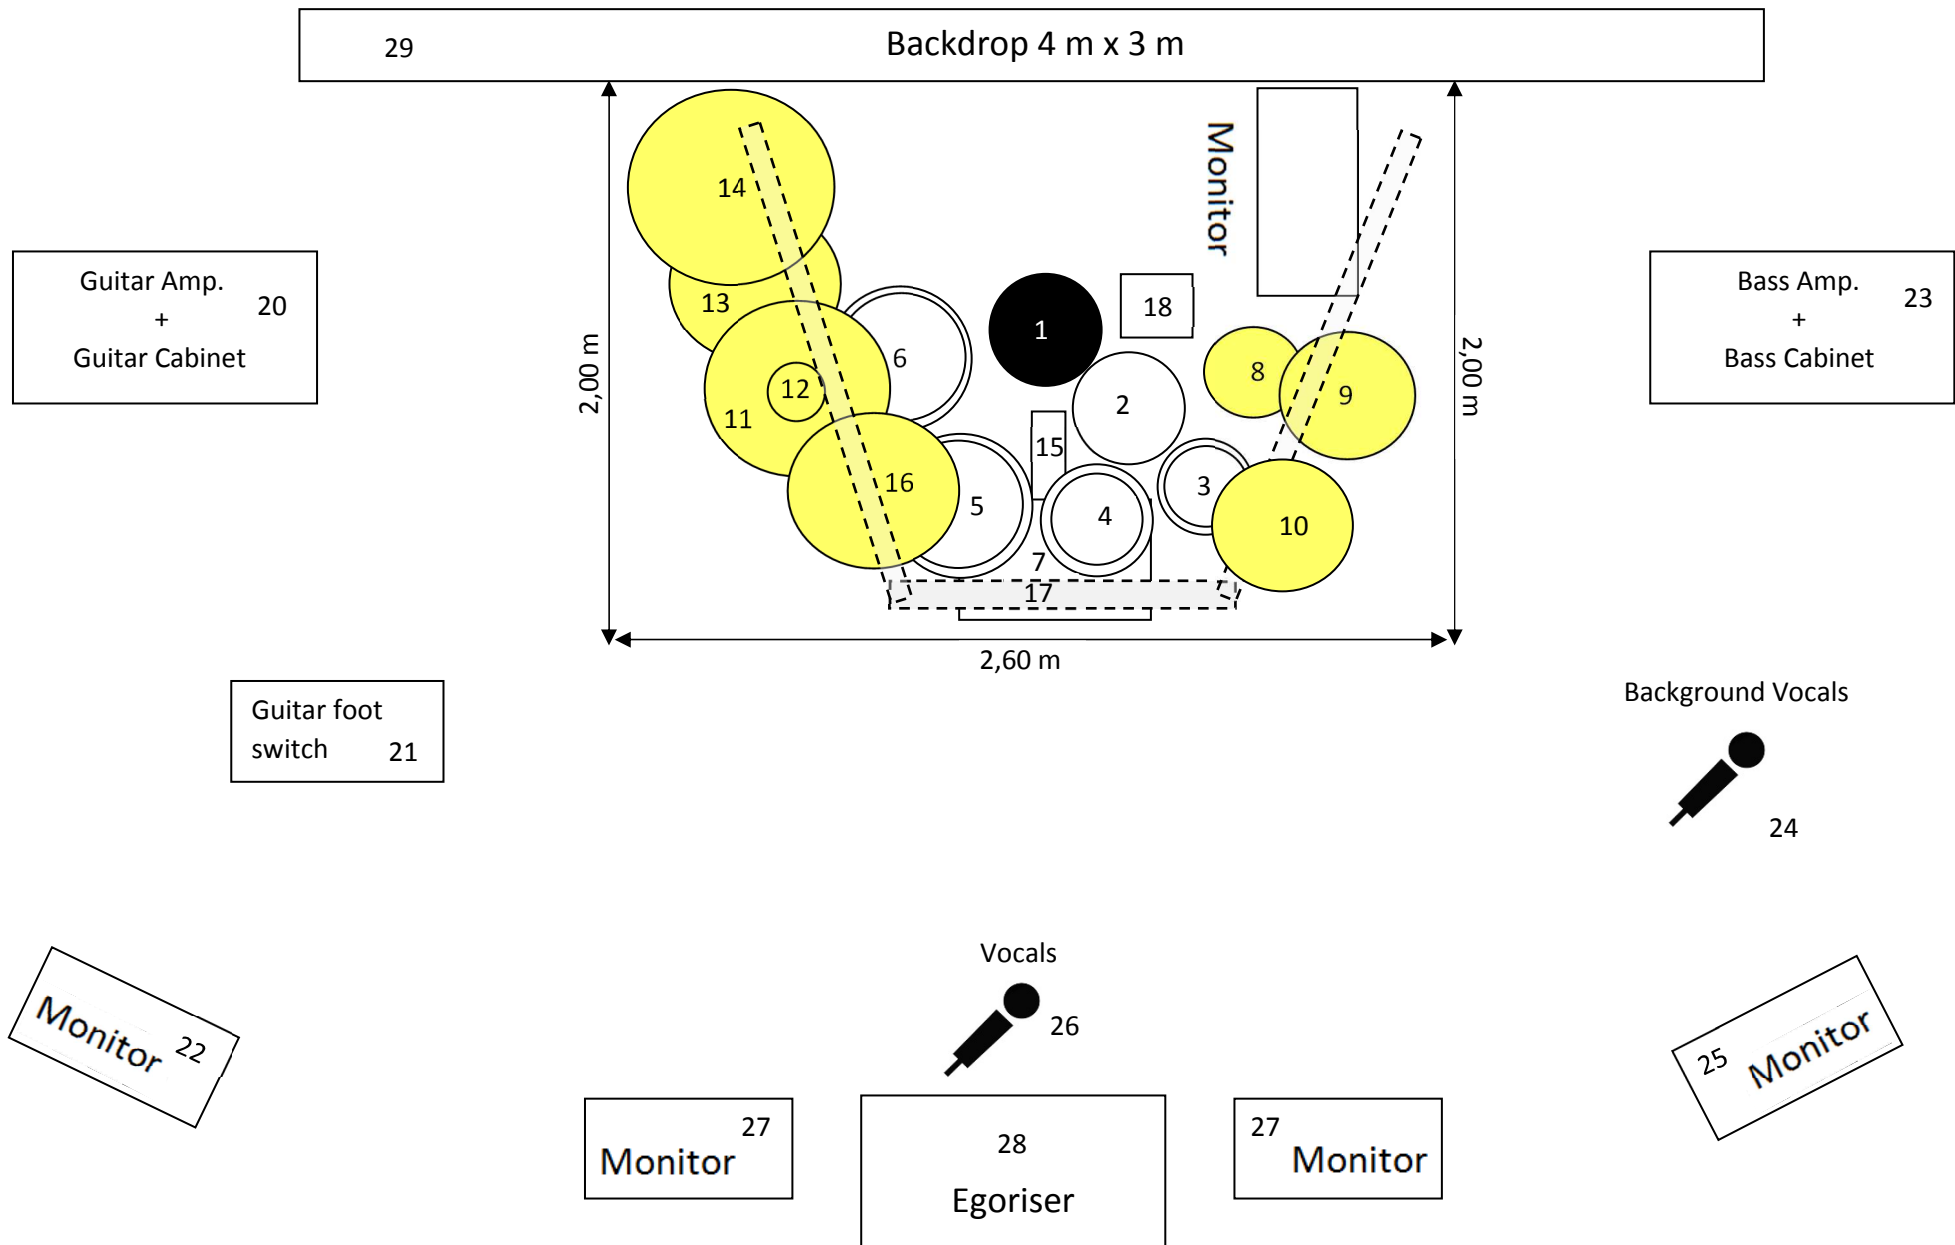 29
Backdrop 4 m x 3 m
Monitor
14
13
6
1
18
12
11
2
8
9
15
16
5
4
3
10
7
17
2,00 m
2,00 m
2,60 m
Guitar Amp.
+
Guitar Cabinet
20
Bass Amp.
+
Bass Cabinet
23
Guitar foot
switch
21
Background Vocals
24
Vocals
26
Monitor 22
25 Monitor
27
Monitor
28
Egoriser
27
Monitor